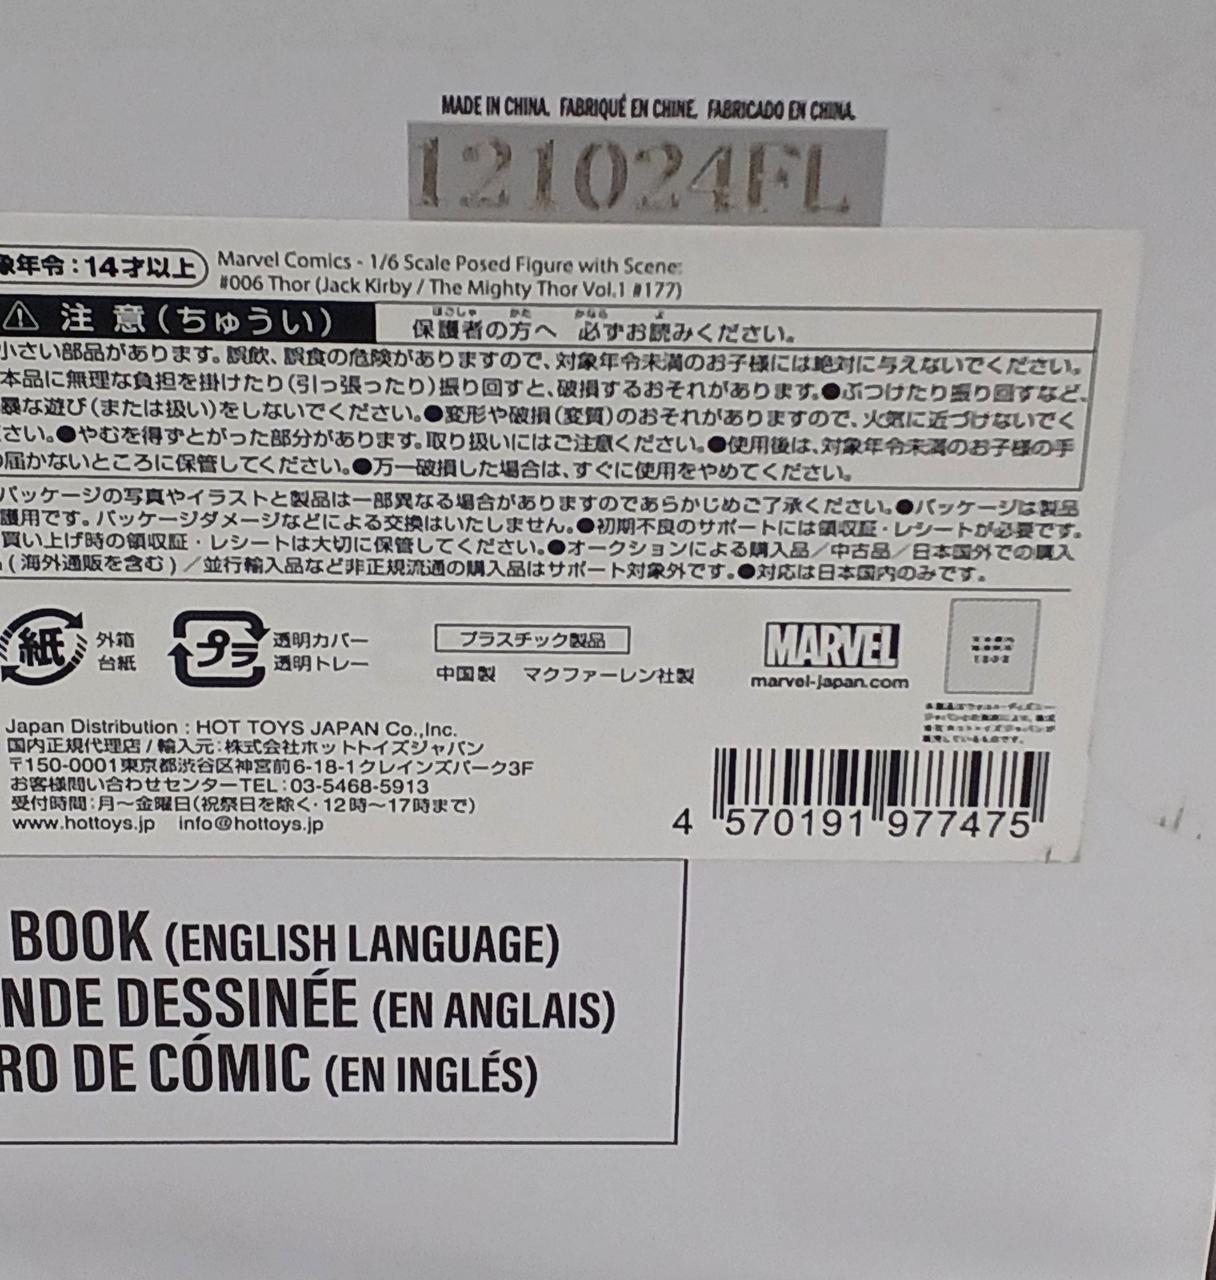 MADE IN CHINA. FABRIQUÉ EN CHINE. FABRICADO EN CHINA.
121024FL
象年令:14才以上
Marvel Comics - 1/6 Scale Posed Figure with Scene:
#006 Thor (Jack Kirby / The Mighty Thor Vol.1 #177)
注 意(ちゅうい)
ほごしゃ かた かなら よ
保護者の方へ 必ずお読みください。
小さい部品があります。誤飲、誤食の危険がありますので、対象年令未満のお子様には絶対に与えないでください。
本品に無理な負担を掛けたり(引っ張ったり)振り回すと、破損するおそれがあります。●ぶつけたり振り回すなど、
暴な遊び(または扱い)をしないでください。●変形や破損(変質)のおそれがありますので、火気に近づけないでく
さい。●やむを得ずとがった部分があります。取り扱いにはご注意ください。●使用後は、対象年令未満のお子様の手
届かないところに保管してください。●万一破損した場合は、すぐに使用をやめてください。
パッケージの写真やイラストと製品は一部異なる場合がありますのであらかじめご了承ください。●パッケージは製品
護用です。パッケージダメージなどによる交換はいたしません。●初期不良のサポートには領収証・レシートが必要です。
買い上げ時の領収証・レシートは大切に保管してください。●オークションによる購入品/中古品/日本国外での購入
(海外通販を含む)/並行輸入品など非正規流通の購入品はサポート対象外です。●対応は日本国内のみです。
紙 外箱
台紙
プラ 透明カバー
透明トレー
プラスチック製品
中国製 マクファーレン社製
MARVEL
marvel-japan.com
Japan Distribution : HOT TOYS JAPAN Co.,Inc.
国内正規代理店/輸入元:株式会社ホットトイズジャパン
〒150-0001東京都渋谷区神宮前6-18-1クレインズパーク3F
お客様問い合わせセンターTEL:03-5468-5913
受付時間:月〜金曜日(祝祭日を除く・12時〜17時まで)
www.hottoys.jp info@hottoys.jp
4 570191 977475
BOOK (ENGLISH LANGUAGE)
NDE DESSINÉE (EN ANGLAIS)
RO DE CÓMIC (EN INGLÉS)